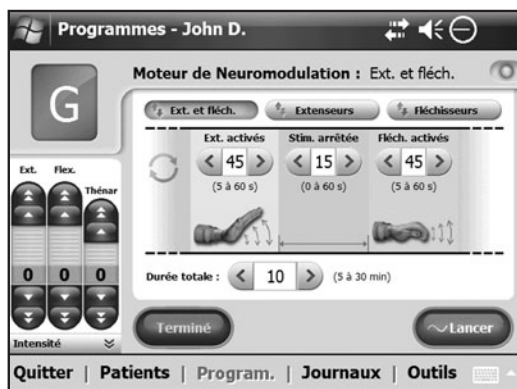 Programmes - John D.
G
Moteur de Neuromodulation : Ext. et fléch.
Ext. et fléch. Extenseurs Fléchisseurs
Ext. activés Stim. arrêtée Fléch. activés
45 15 45
(5 à 60 s) (0 à 60 s) (5 à 60 s)
Ext. Flex. Thénar
0 0 0
Durée totale : 10 (5 à 30 min)
Intensité
Terminé Lancer
Quitter | Patients | Program. | Journaux | Outils